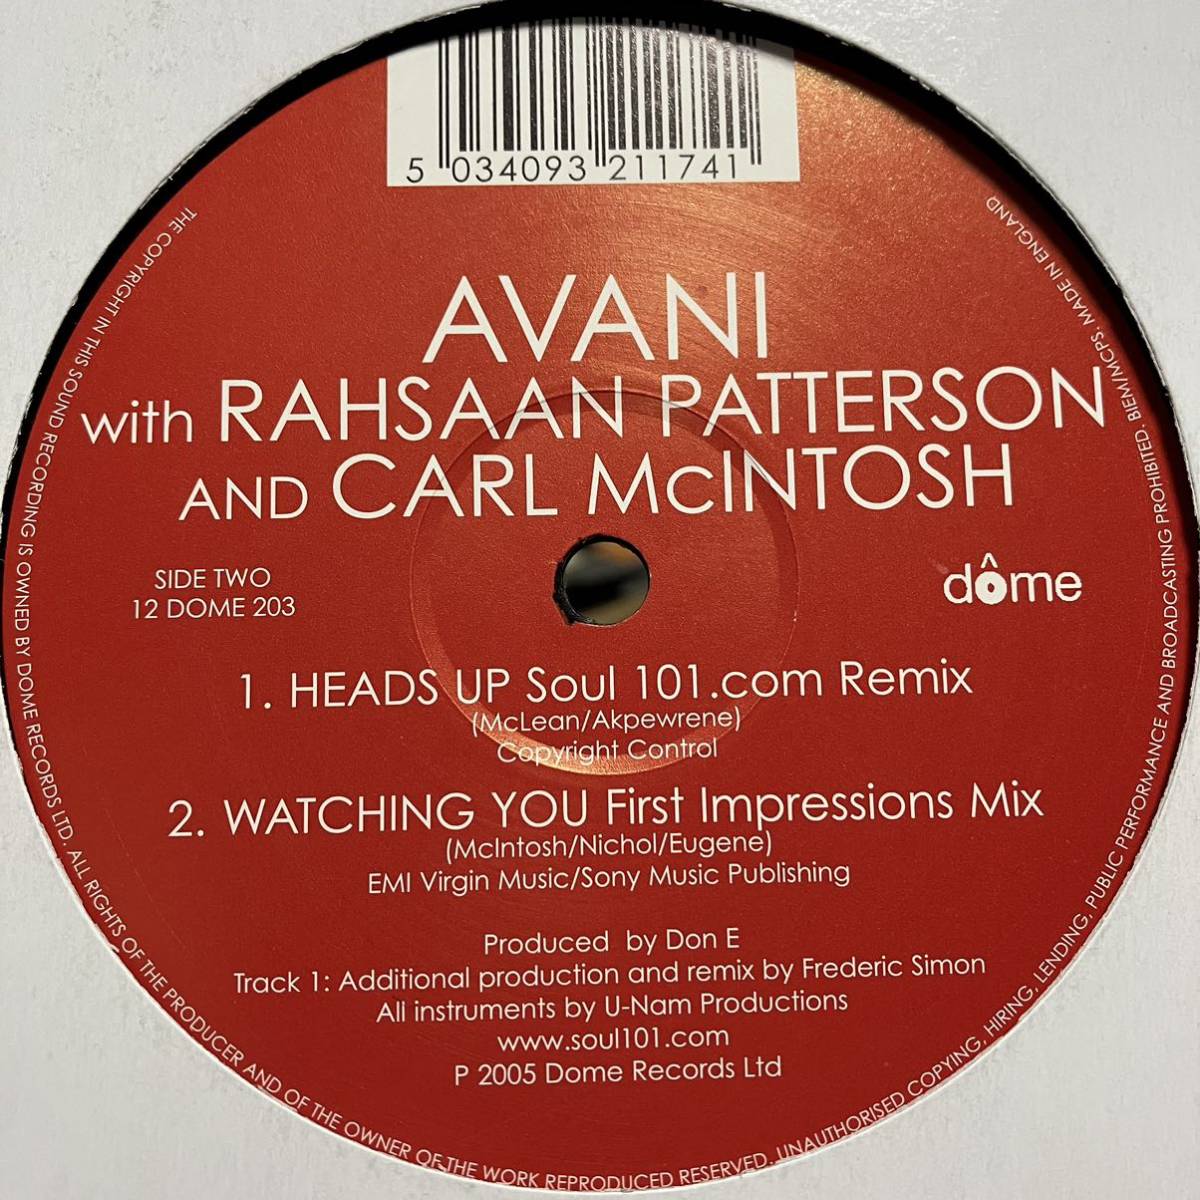 5 034093 211741
AVANI
with RAHSAAN PATTERSON
AND CARL McINTOSH
SIDE TWO
12 DOME 203
dôme
1. HEADS UP Soul 101.com Remix
(McLean/Akpewrene)
Copyright Control
2. WATCHING YOU First Impressions Mix
(McIntosh/Nichol/Eugene)
EMI Virgin Music/Sony Music Publishing
Produced by Don E
Track 1: Additional production and remix by Frederic Simon
All instruments by U-Nam Productions
www.soul101.com
P 2005 Dome Records Ltd
THE COPYRIGHT IN THIS SOUND RECORDING IS OWNED BY DOME RECORDS LTD. ALL RIGHTS OF THE PRODUCER AND OF THE OWNER OF THE WORK REPRODUCED RESERVED. UNAUTHORISED COPYING, HIRING, LENDING, PUBLIC PERFORMANCE AND BROADCASTING PROHIBITED. BIEM/MCPS. MADE IN ENGLAND